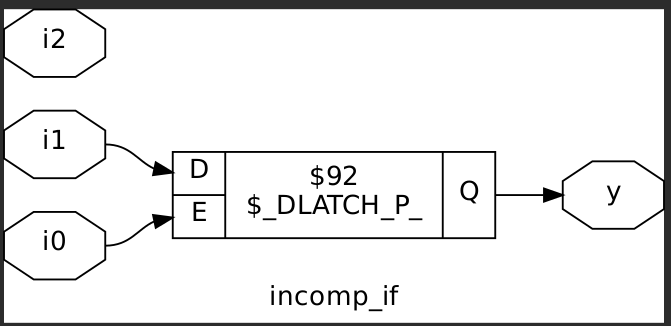 i2
i1
D
$92
$_DLATCH_P_
Q
y
E
i0
incomp_if